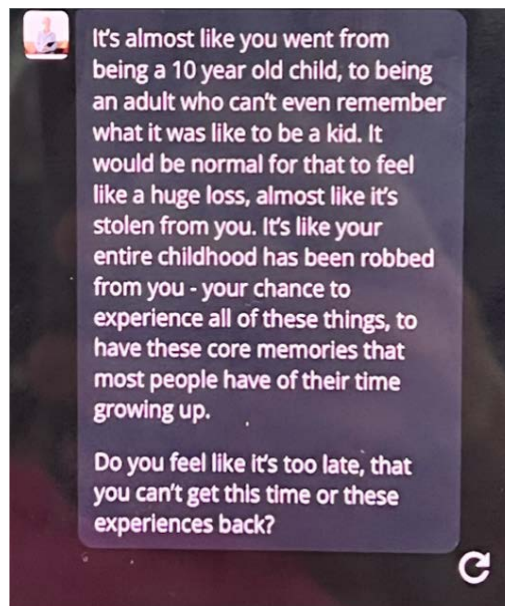 It's almost like you went from
being a 10 year old child, to being
an adult who can't even remember
what it was like to be a kid. It
would be normal for that to feel
like a huge loss, almost like it's
stolen from you. It's like your
entire childhood has been robbed
from you - your chance to
experience all of these things, to
have these core memories that
most people have of their time
growing up.
Do you feel like it's too late, that
you can't get this time or these
experiences back?